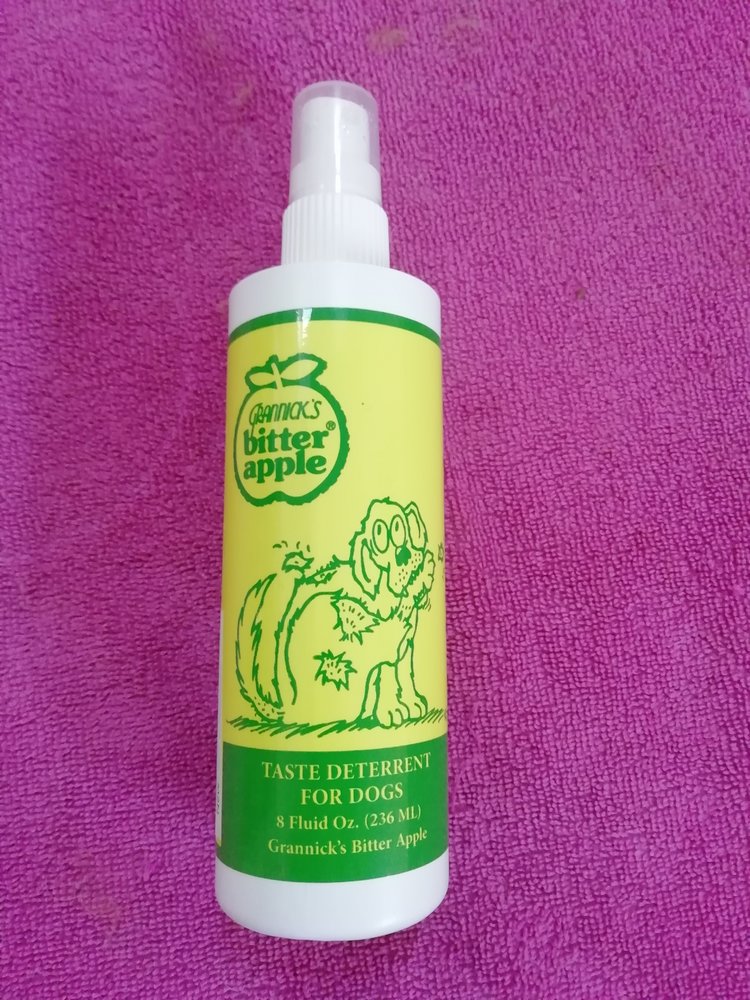 GRANNICK'S
bitter®
apple
TASTE DETERRENT
FOR DOGS
8 Fluid Oz. (236 ML)
Grannick's Bitter Apple